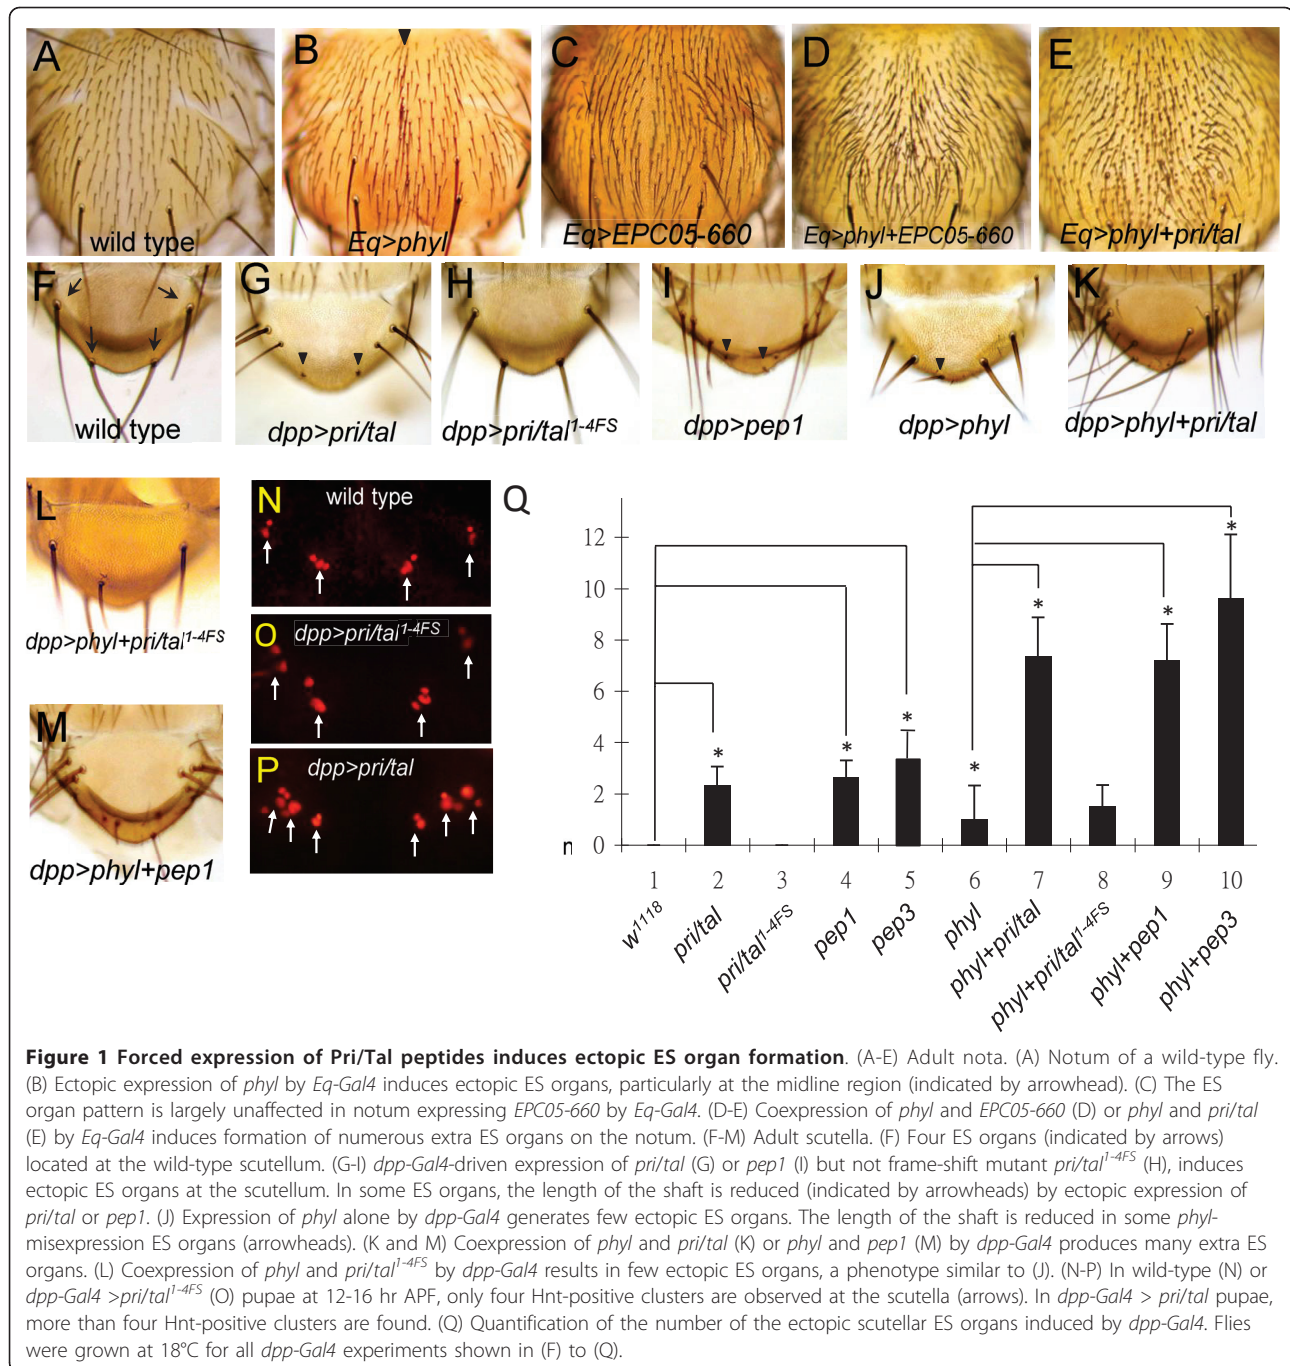 A
B
C
D
E
wild type
Eq>phyl
Eq>EPC05-660
Eq>phyl+EPC05-660
Eq>phyl+pri/tal
F
G
H
I
J
K
wild type
dpp>pri/tal
dpp>pri/tal1-4FS
dpp>pep1
dpp>phyl
dpp>phyl+pri/tal
L
dpp>phyl+pri/tal1-4FS
M
dpp>phyl+pep1
N
wild type
O
dpp>pri/tal1-4FS
P
dpp>pri/tal
Q
12
10
8
6
4
2
0
n
* * * * * * *
1 2 3 4 5 6 7 8 9 10
w1118
pri/tal
pri/tal1-4FS
pep1
pep3
phyl
phyl+pri/tal
phyl+pri/tal1-4FS
phyl+pep1
phyl+pep3
Figure 1 Forced expression of Pri/Tal peptides induces ectopic ES organ formation. (A-E) Adult nota. (A) Notum of a wild-type fly.
(B) Ectopic expression of phyl by Eq-Gal4 induces ectopic ES organs, particularly at the midline region (indicated by arrowhead). (C) The ES
organ pattern is largely unaffected in notum expressing EPC05-660 by Eq-Gal4. (D-E) Coexpression of phyl and EPC05-660 (D) or phyl and pri/tal
(E) by Eq-Gal4 induces formation of numerous extra ES organs on the notum. (F-M) Adult scutella. (F) Four ES organs (indicated by arrows)
located at the wild-type scutellum. (G-I) dpp-Gal4-driven expression of pri/tal (G) or pep1 (I) but not frame-shift mutant pri/tal1-4FS (H), induces
ectopic ES organs at the scutellum. In some ES organs, the length of the shaft is reduced (indicated by arrowheads) by ectopic expression of
pri/tal or pep1. (J) Expression of phyl alone by dpp-Gal4 generates few ectopic ES organs. The length of the shaft is reduced in some phyl-
misexpression ES organs (arrowheads). (K and M) Coexpression of phyl and pri/tal (K) or phyl and pep1 (M) by dpp-Gal4 produces many extra ES
organs. (L) Coexpression of phyl and pri/tal1-4FS by dpp-Gal4 results in few ectopic ES organs, a phenotype similar to (J). (N-P) In wild-type (N) or
dpp-Gal4 >pri/tal1-4FS (O) pupae at 12-16 hr APF, only four Hnt-positive clusters are observed at the scutella (arrows). In dpp-Gal4 > pri/tal pupae,
more than four Hnt-positive clusters are found. (Q) Quantification of the number of the ectopic scutellar ES organs induced by dpp-Gal4. Flies
were grown at 18°C for all dpp-Gal4 experiments shown in (F) to (Q).